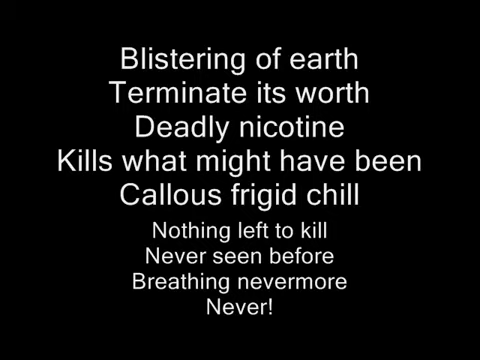 Blistering of earth
Terminate its worth
Deadly nicotine
Kills what might have been
Callous frigid chill
Nothing left to kill
Never seen before
Breathing nevermore
Never!